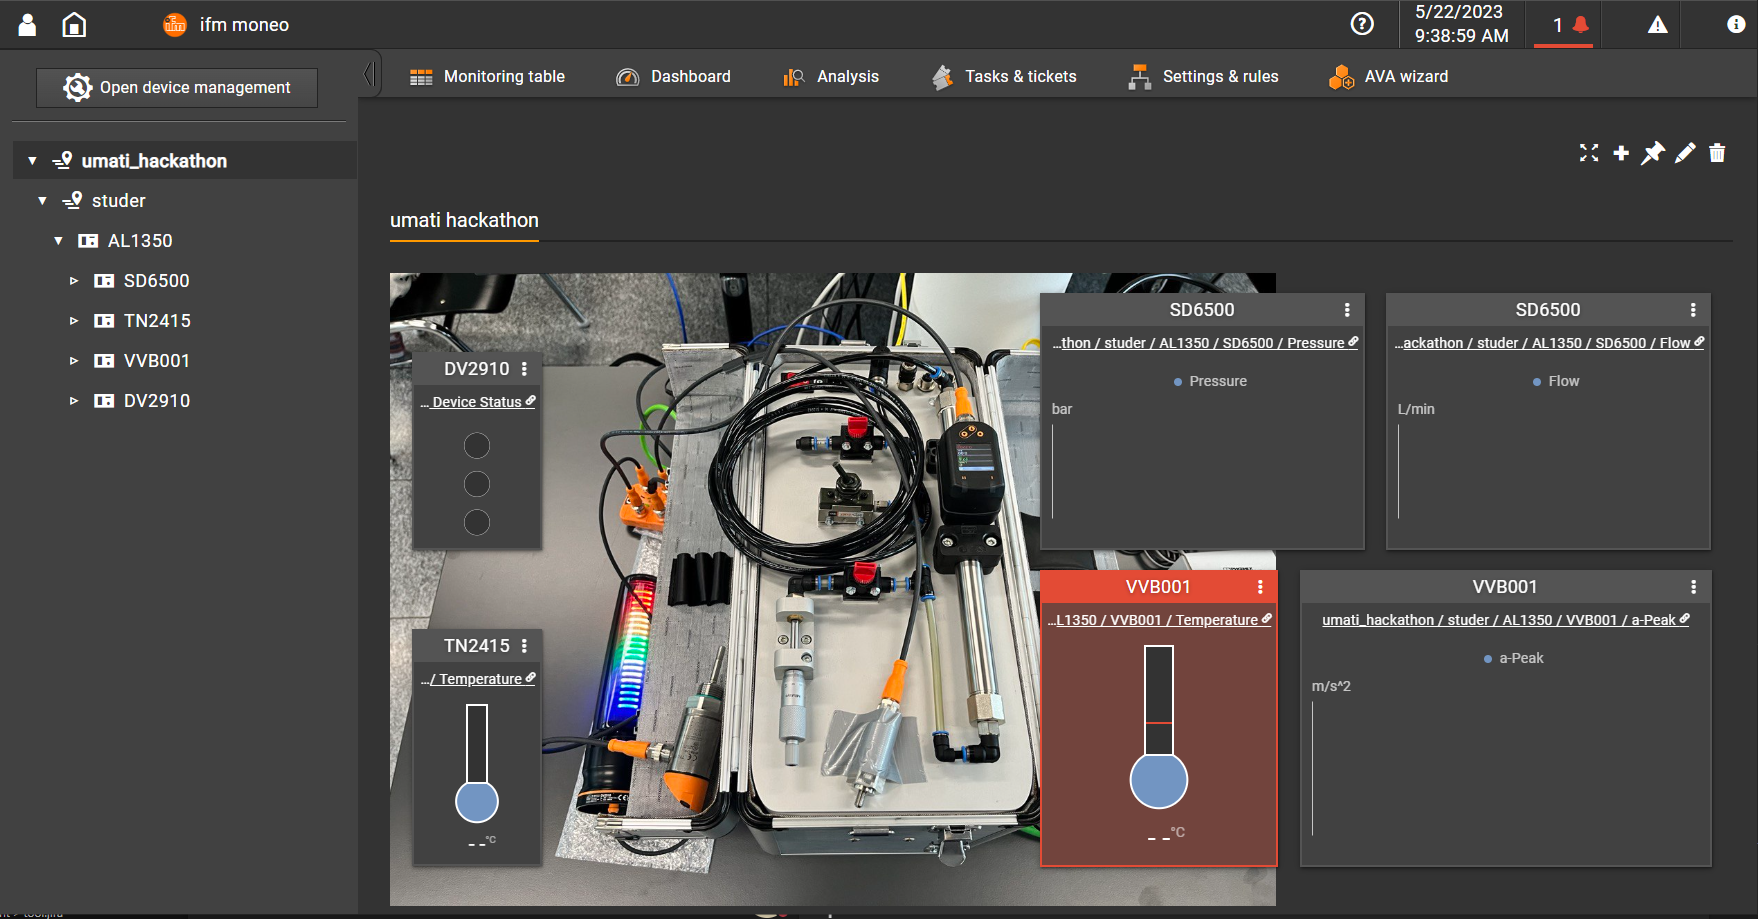 ifm moneo
5/22/2023
9:38:59 AM
1
Open device management
Monitoring table
Dashboard
Analysis
Tasks & tickets
Settings & rules
AVA wizard
umati_hackathon
studer
AL1350
SD6500
TN2415
VVB001
DV2910
umati hackathon
DV2910
... Device Status
TN2415
.../ Temperature
--°C
SD6500
...thon / studer / AL1350 / SD6500 / Pressure
Pressure
bar
SD6500
...ackathon / studer / AL1350 / SD6500 / Flow
Flow
L/min
VVB001
...L1350 / VVB001 / Temperature
--°C
VVB001
umati_hackathon / studer / AL1350 / VVB001 / a-Peak
a-Peak
m/s^2